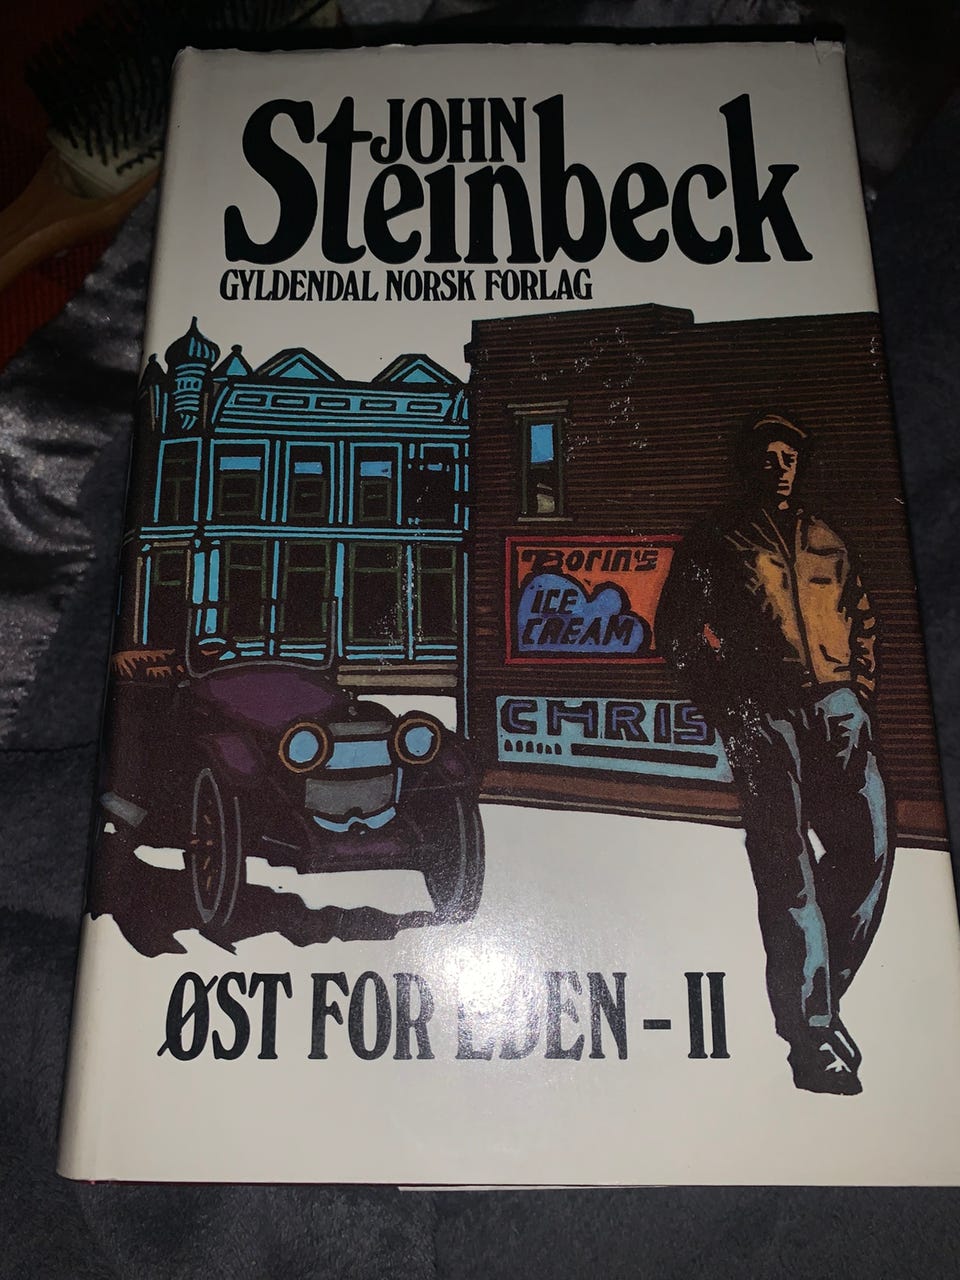 JOHN
Steinbeck
GYLDENDAL NORSK FORLAG
Borin's
ICE
CREAM
CHRIS
ØST FOR EDEN - II